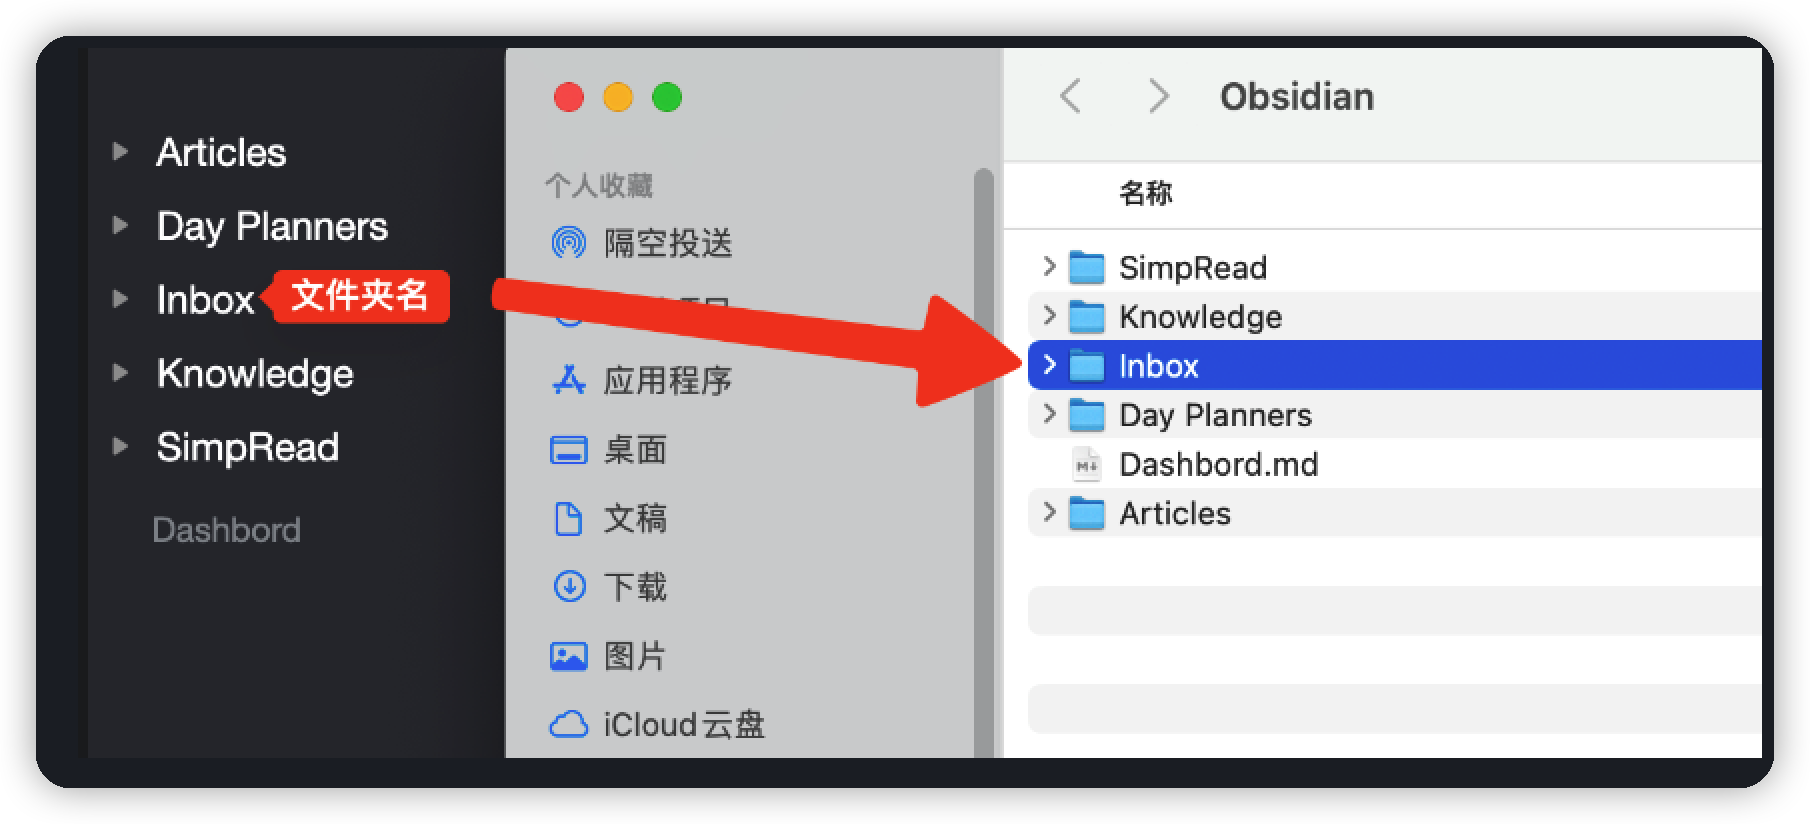 Articles
Day Planners
Inbox
文件夹名
Knowledge
SimpRead
Dashbord
个人收藏
隔空投送
应用程序
桌面
文稿
下载
图片
iCloud云盘
Obsidian
名称
SimpRead
Knowledge
Inbox
Day Planners
M↓
Dashbord.md
Articles